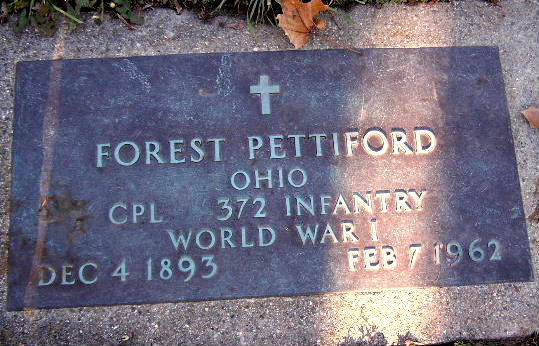 FOREST PETTIFORD
OHIO
CPL 372 INFANTRY
WORLD WAR I
DEC 4 1893 FEB 7 1962